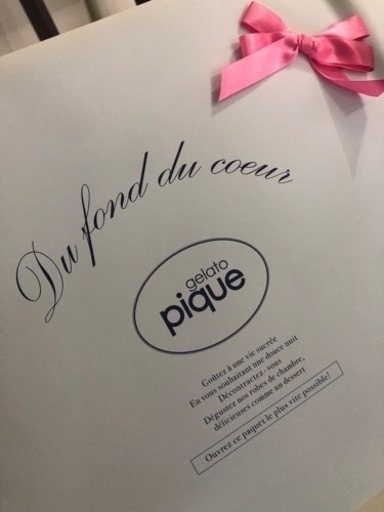 Du fond du coeur
gelato
pique
Goûtez à une vie sucrée
En vous souhaitant une douce nuit
Décontractez-vous
Dégustez nos robes de chambre,
délicieuses comme un dessert
Ouvrez ce paquet le plus vite possible!